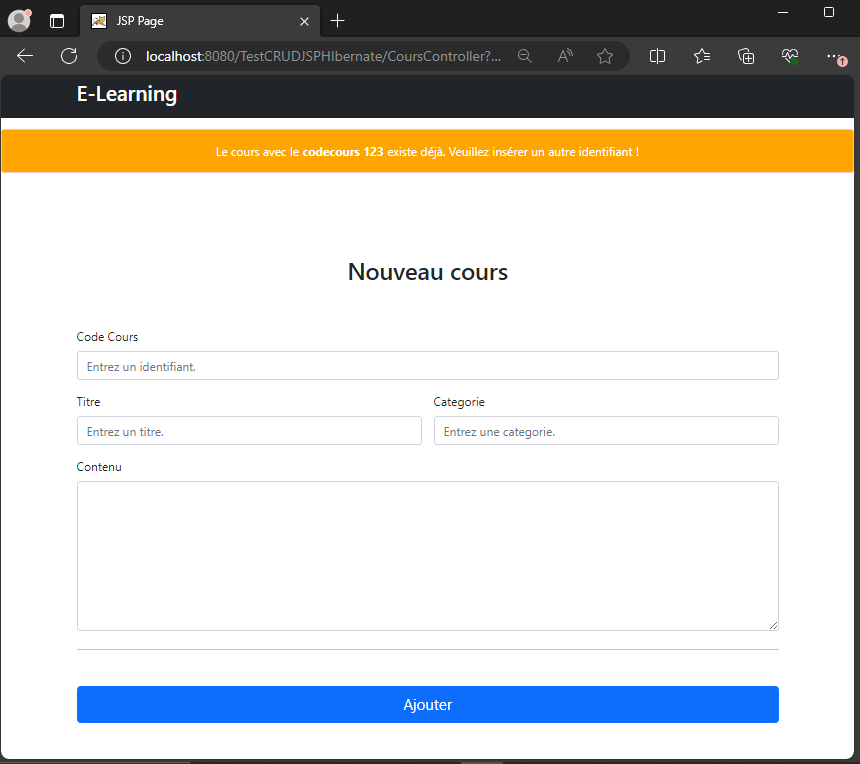 JSP Page
localhost:8080/TestCRUDJSPHIbernate/CoursController?...
E-Learning
Le cours avec le codecours 123 existe déjà. Veuillez insérer un autre identifiant !
Nouveau cours
Code Cours
Entrez un identifiant.
Titre Categorie
Entrez un titre. Entrez une categorie.
Contenu
Ajouter